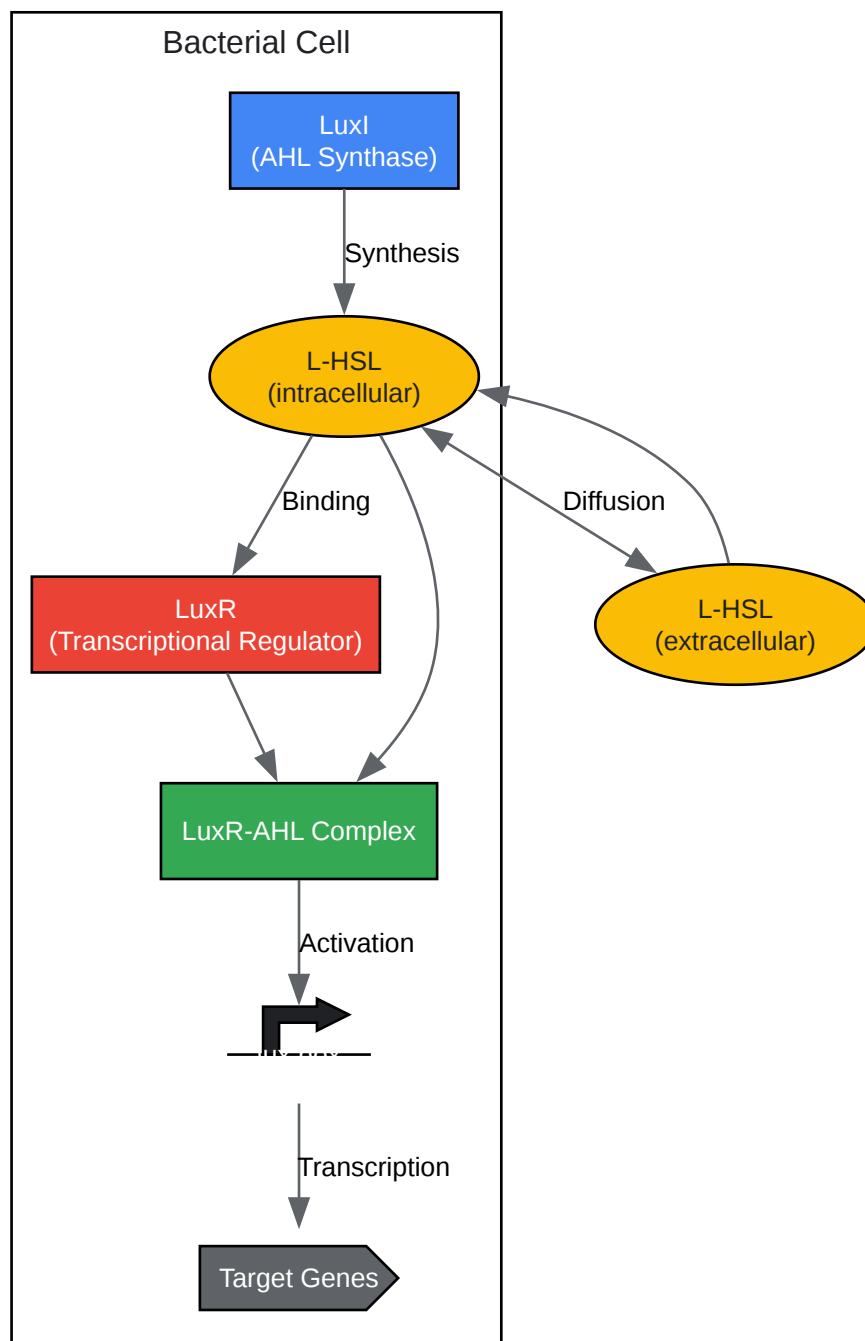 Bacterial Cell
LuxI
(AHL Synthase)
Synthesis
L-HSL
(intracellular)
Binding
Diffusion
LuxR
(Transcriptional Regulator)
L-HSL
(extracellular)
LuxR-AHL Complex
Activation
Transcription
Target Genes